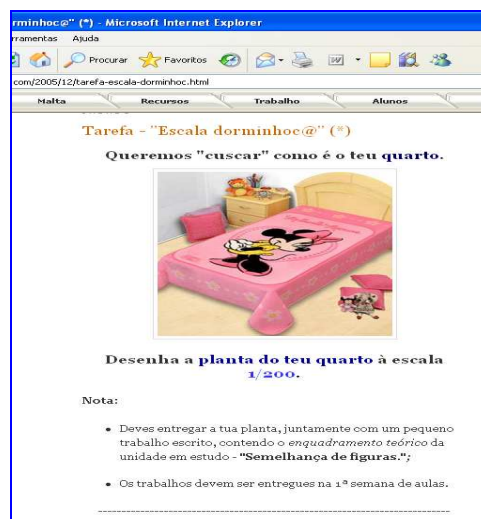 rminhoc@" (*) - Microsoft Internet Explorer
rramentas Ajuda
Procurar Favoritos
com/2005/12/tarefa-escala-dorminhoc.html
Malta Recursos Trabalho Alunos
Tarefa - "Escala dorminhoc@" (*)
Queremos "cuscar" como é o teu quarto.
Desenha a planta do teu quarto à escala
1/200.
Nota:
• Deves entregar a tua planta, juntamente com um pequeno
trabalho escrito, contendo o enquadramento teórico da
unidade em estudo - "Semelhança de figuras.";
• Os trabalhos devem ser entregues na 1ª semana de aulas.